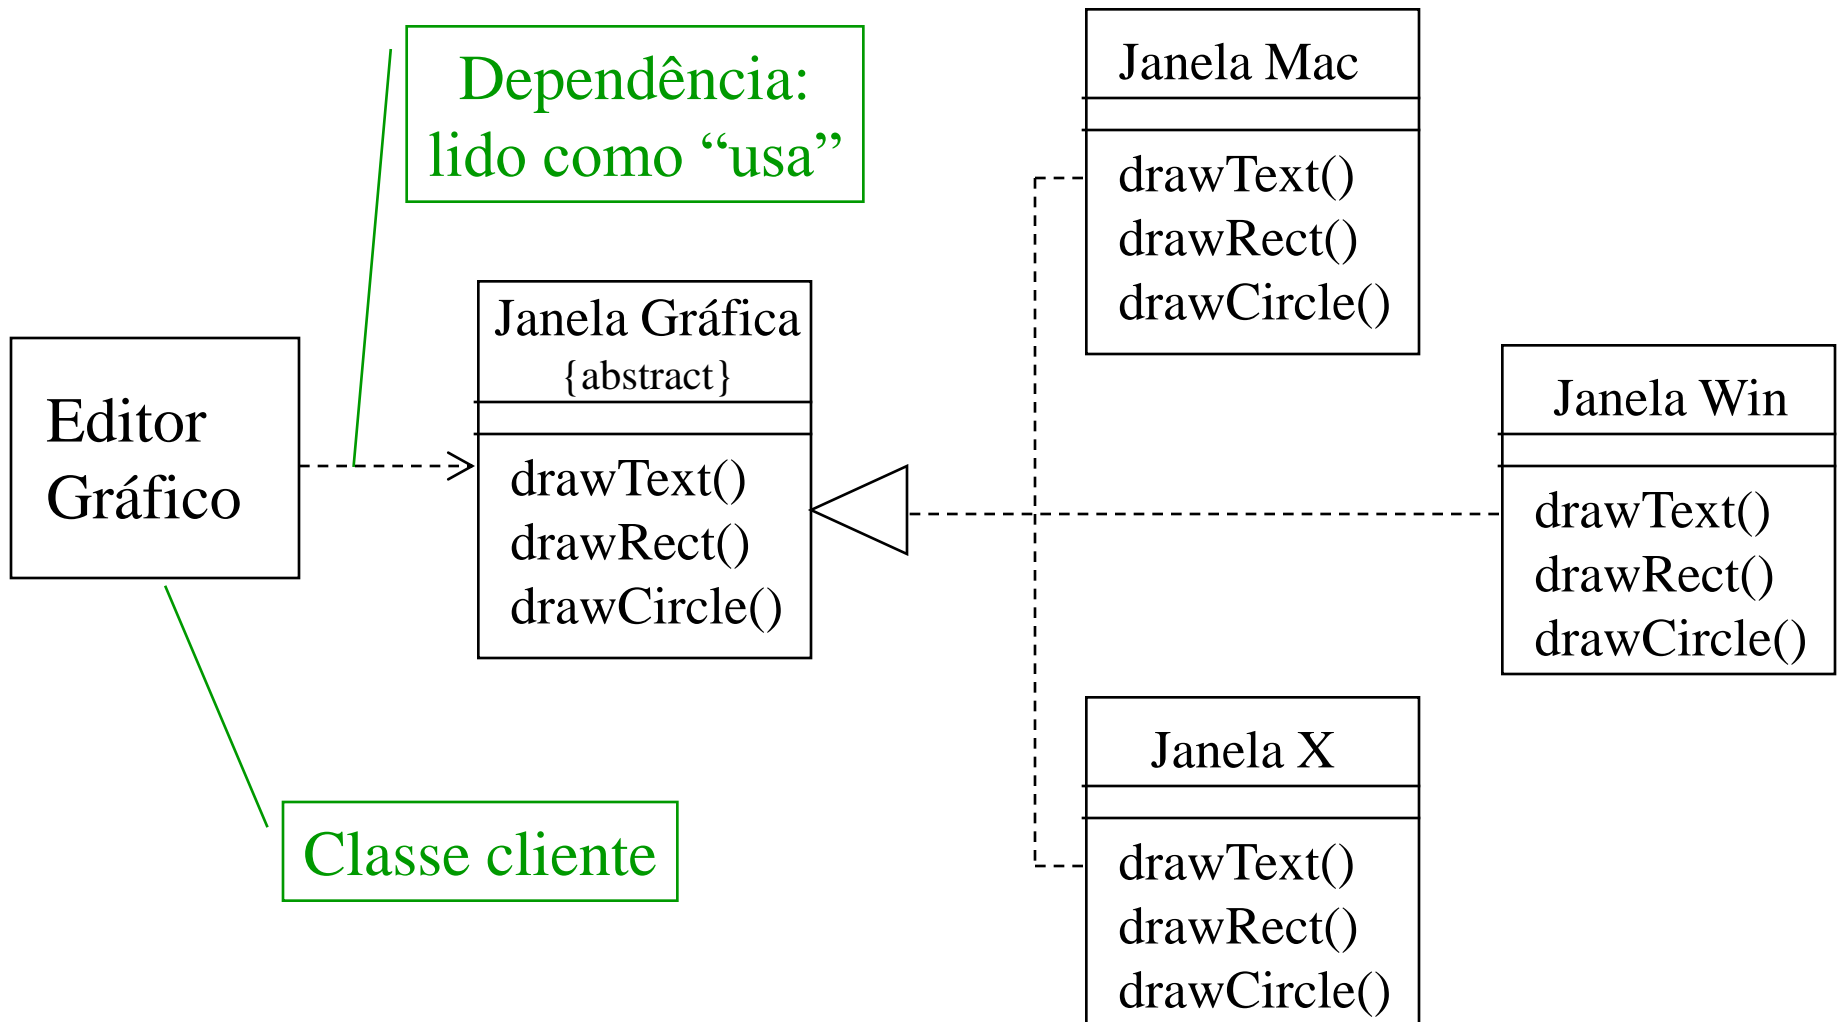 Dependência:
lido como “usa”
Janela Mac
drawText()
drawRect()
drawCircle()
Janela Gráfica
{abstract}
drawText()
drawRect()
drawCircle()
Editor
Gráfico
Janela Win
drawText()
drawRect()
drawCircle()
Janela X
drawText()
drawRect()
drawCircle()
Classe cliente